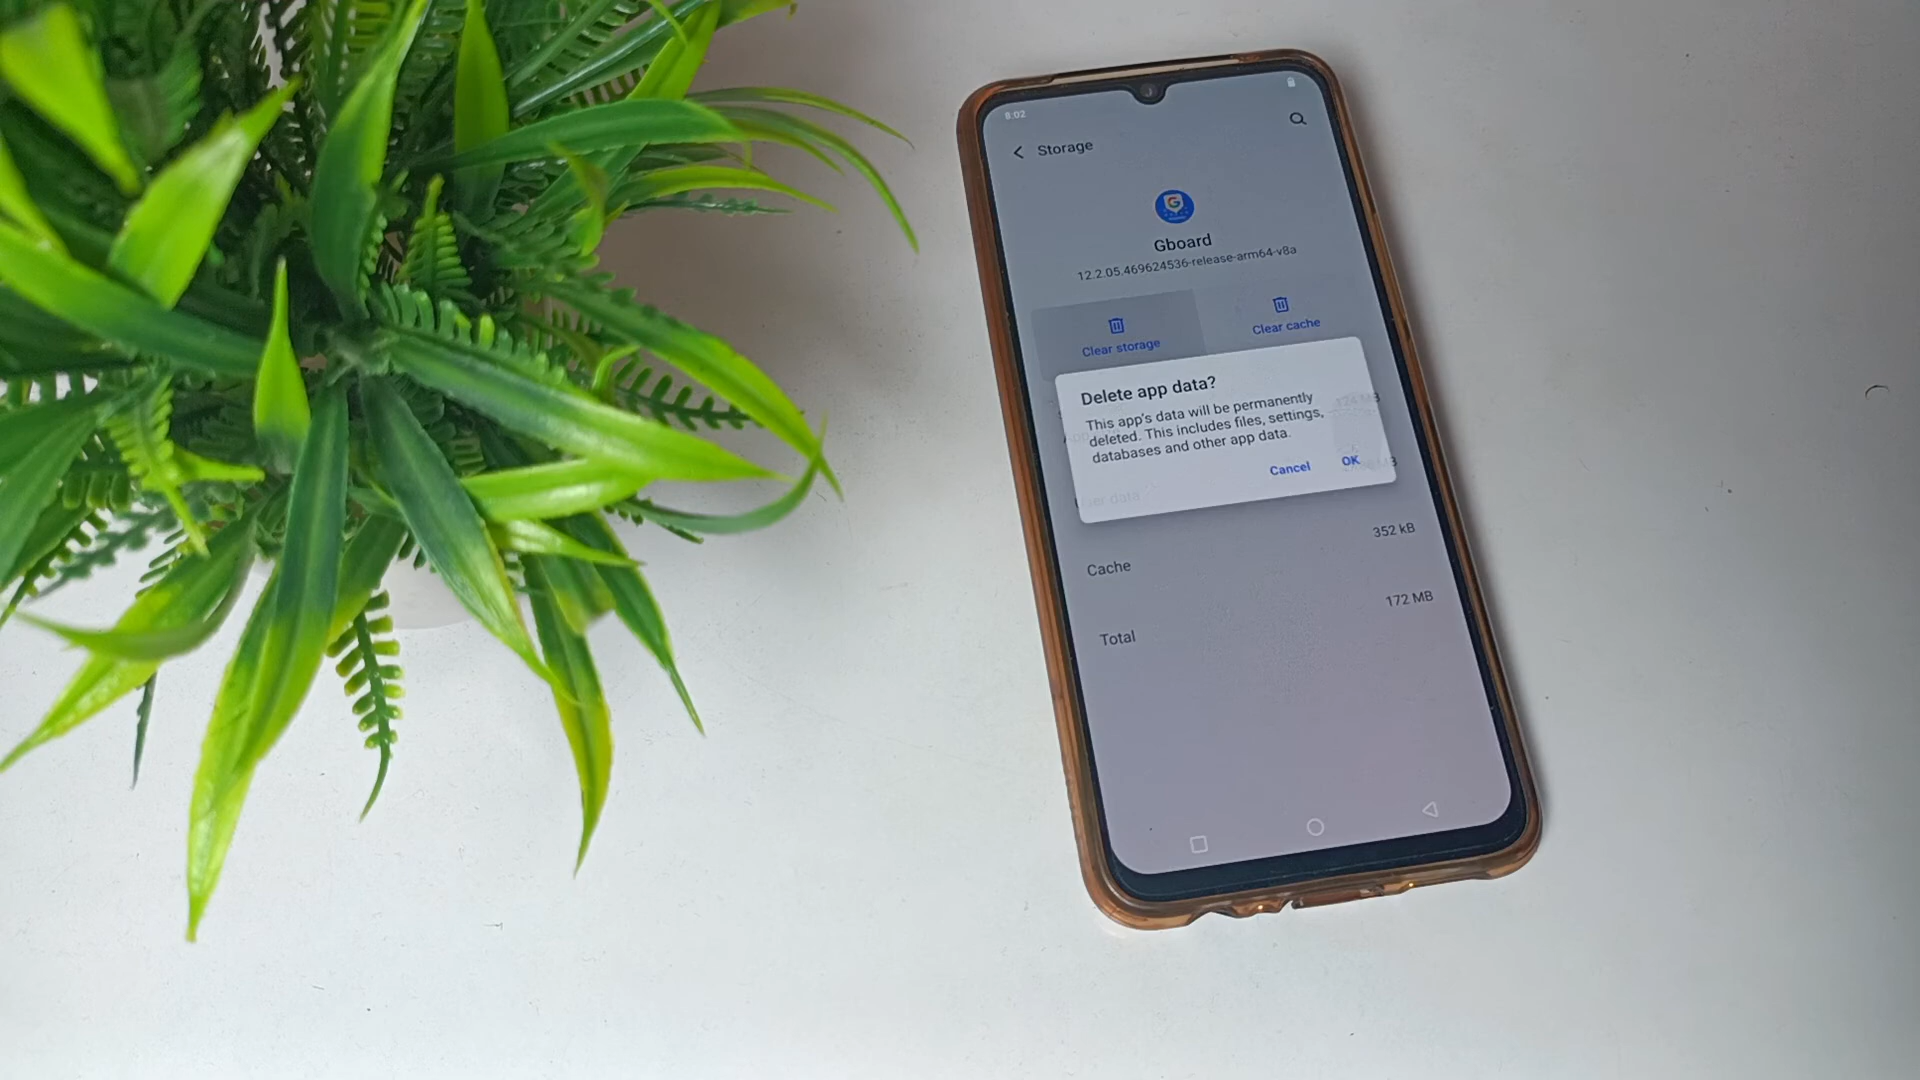 8:02
Storage
Gboard
12.2.05.469624536-release-arm64-v8a
Clear storage
Clear cache
Delete app data?
This app's data will be permanently
deleted. This includes files, settings,
databases and other app data.
Cancel
OK
User data
Cache
352 kB
Total
172 MB